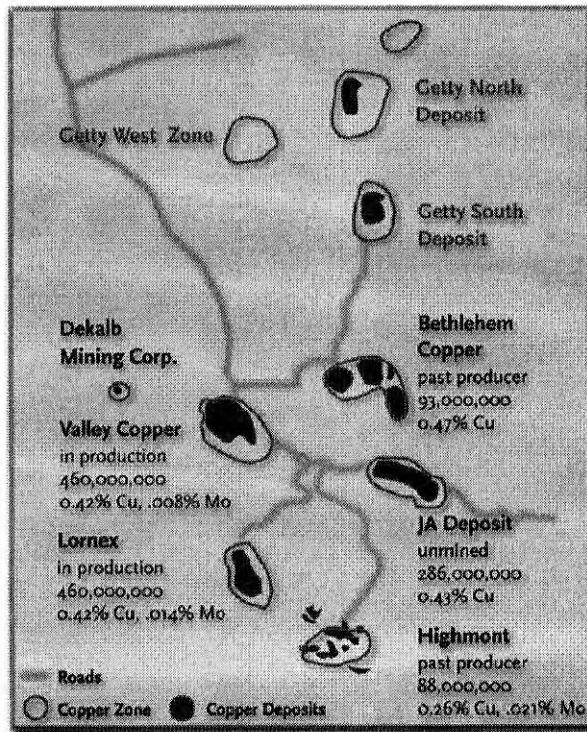 Getty North
Deposit
Getty West Zone
Getty South
Deposit
Dekalb
Mining Corp.
Bethlehem
Copper
past producer
93,000,000
0.47% Cu
Valley Copper
in production
460,000,000
0.42% Cu, .008% Mo
JA Deposit
unmined
286,000,000
0.43% Cu
Lornex
in production
460,000,000
0.42% Cu, .014% Mo
Highmont
past producer
88,000,000
0.26% Cu, .021% Mo
Roads
Copper Zone
Copper Deposits